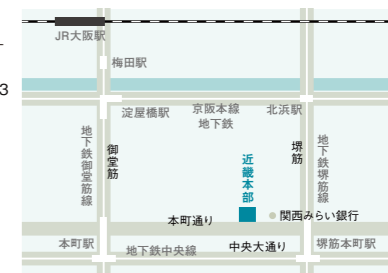 JR大阪駅
梅田駅
3
淀屋橋駅
京阪本線
地下鉄
北浜駅
地下鉄御堂筋線
御堂筋
近畿本部
堺筋
地下鉄堺筋線
本町通り
関西みらい銀行
本町駅
地下鉄中央線
中央大通り
堺筋本町駅